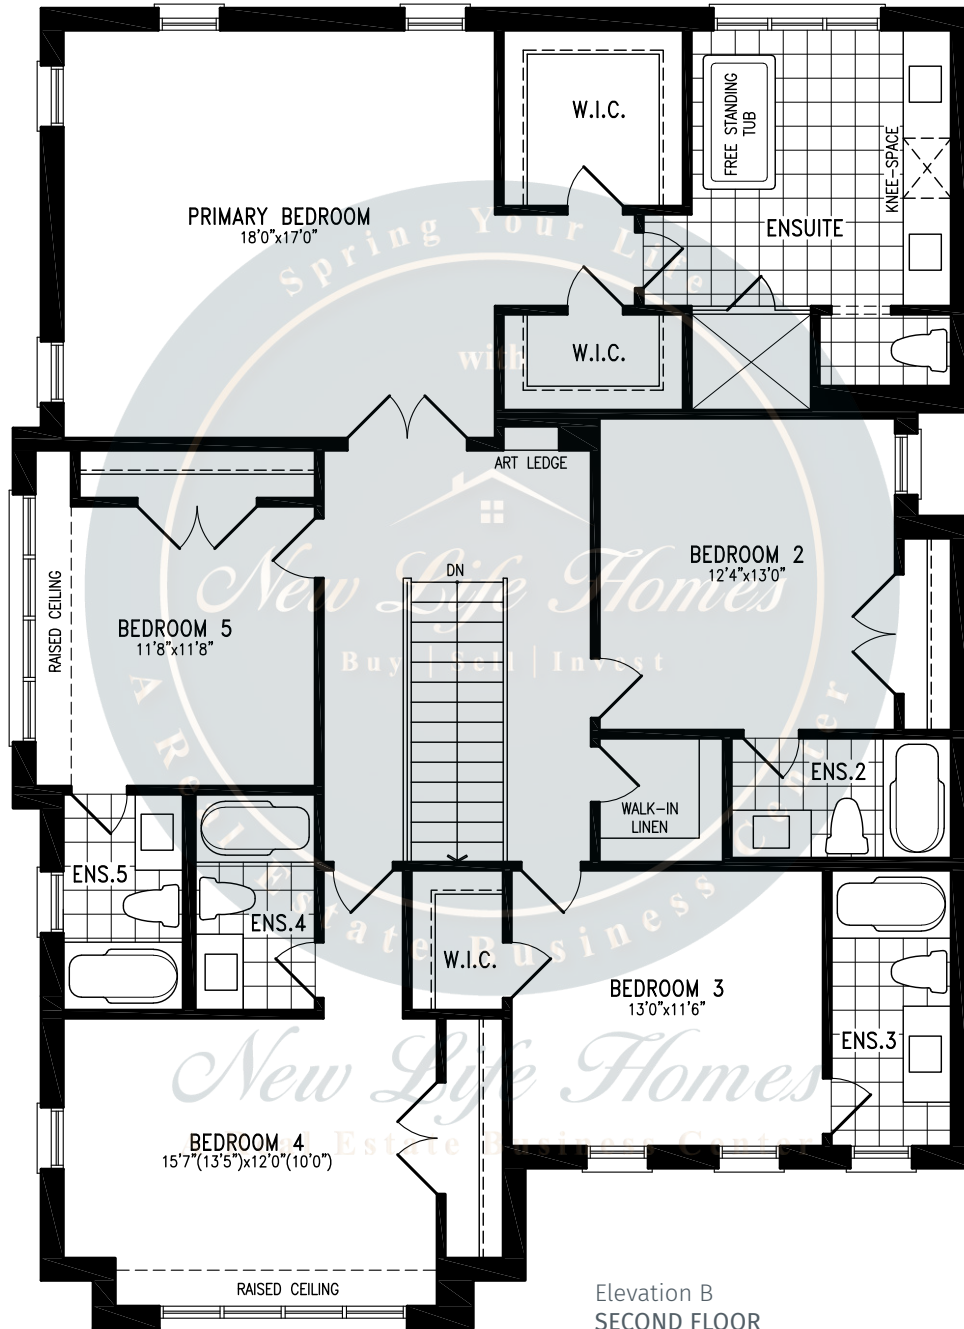 W.I.C.
FREE STANDING
TUB
KNEE-SPACE
PRIMARY BEDROOM
18'0"x17'0"
ENSUITE
Spring Your Life
with
W.I.C.
ART LEDGE
BEDROOM 2
12'4"x13'0"
DN
New Life Homes
RAISED CEILING
BEDROOM 5
11'8"x11'8"
Buy | Sell | Invest
A Real Estate Business Center
ENS.2
WALK-IN
LINEN
ENS.5
ENS.4
W.I.C.
BEDROOM 3
13'0"x11'6"
ENS.3
New Life Homes
Real Estate Business Center
BEDROOM 4
15'7"(13'5")x12'0"(10'0")
RAISED CEILING
Elevation B
SECOND FLOOR